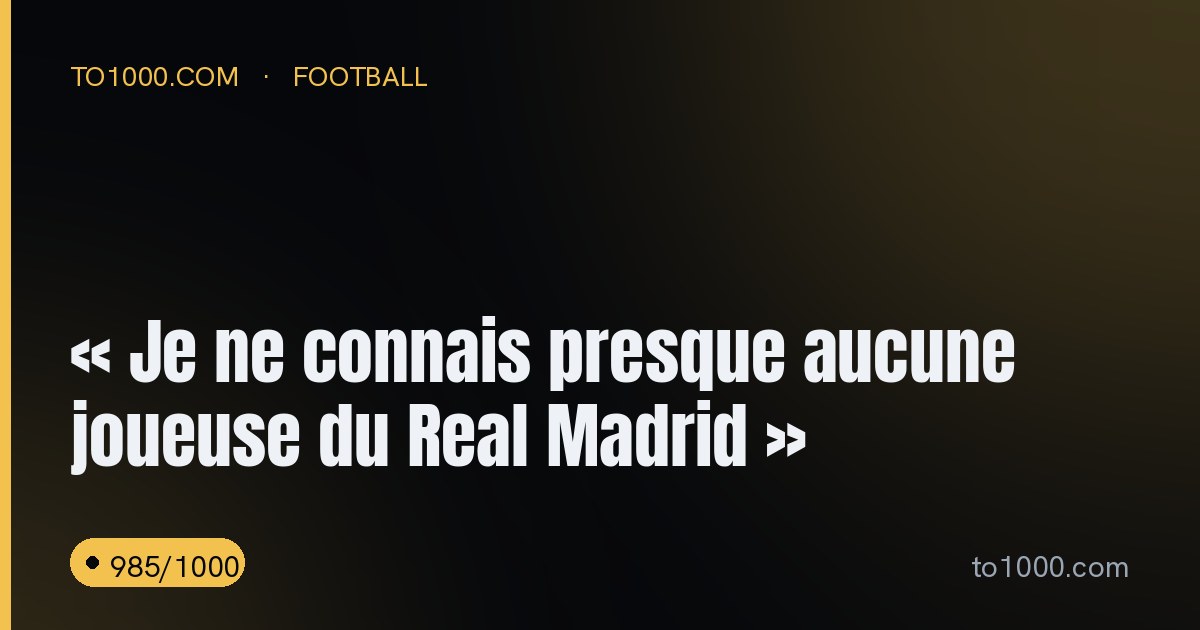 TO1000.COM · FOOTBALL
« Je ne connais presque aucune
joueuse du Real Madrid »
985/1000
to1000.com